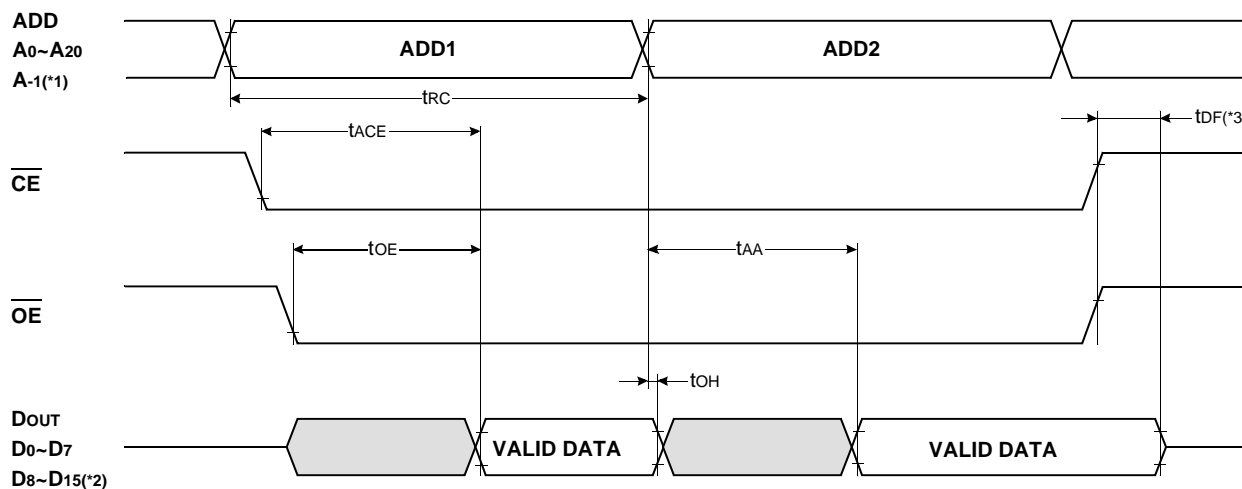 ADD
A0~A20
A-1(*1)
ADD1
ADD2
tRC
tACE
tDF(*3
CE
tOE
tAA
OE
tOH
DOUT
D0~D7
D8~D15(*2)
VALID DATA
VALID DATA